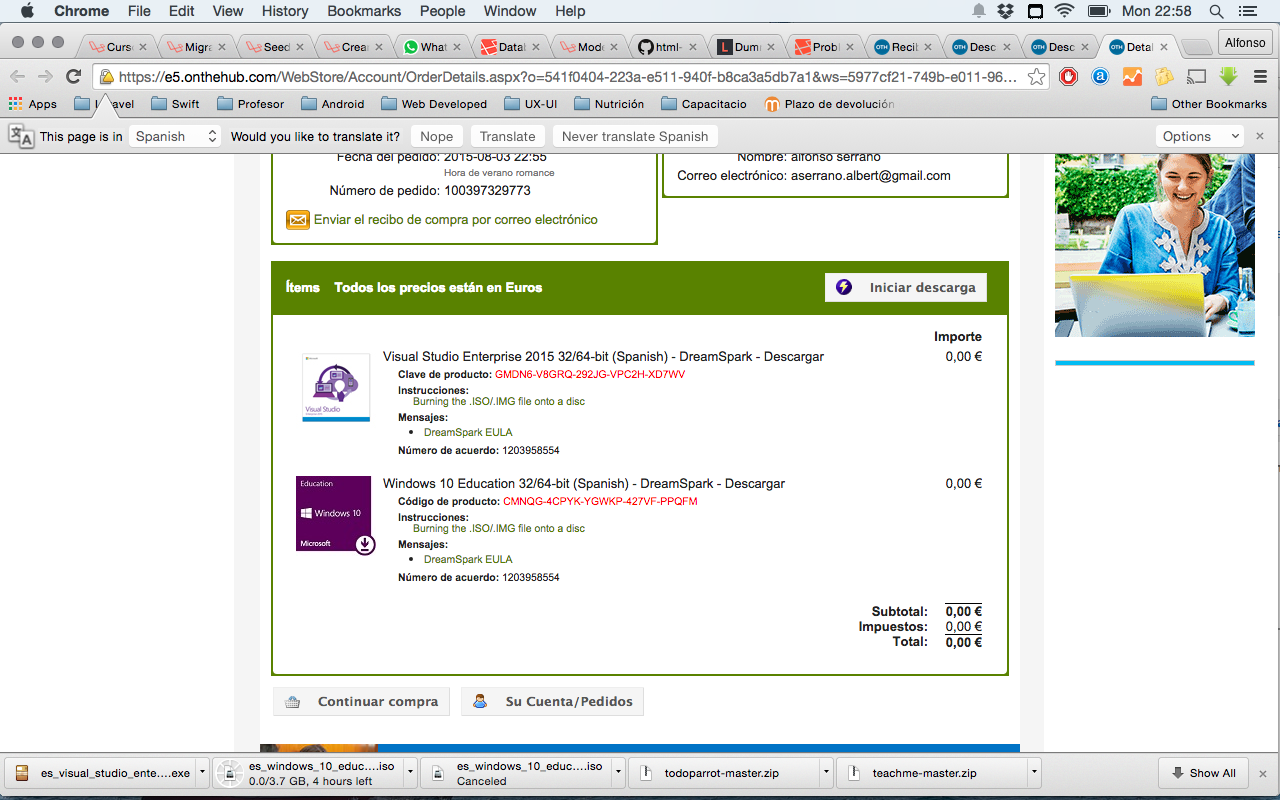 Chrome File Edit View History Bookmarks People Window Help Mon 22:58
Curso Migra Seed Crear What Datal Mode html- Dum Probl Recib Desc Desc Detal Alfonso
https://e5.onthehub.com/WebStore/Account/OrderDetails.aspx?o=541f0404-223a-e511-940f-b8ca3a5db7a1&ws=5977cf21-749b-e011-96...
Apps Laravel Swift Profesor Android Web Developed UX-UI Nutrición Capacitacio Plazo de devolución Other Bookmarks
This page is in Spanish Would you like to translate it? Nope Translate Never translate Spanish Options
Fecha del pedido: 2015-08-03 22:55
Hora de verano romance
Número de pedido: 100397329773
Enviar el recibo de compra por correo electrónico
Nombre: alfonso serrano
Correo electrónico: aserrano.albert@gmail.com
Ítems Todos los precios están en Euros Iniciar descarga
Importe
Visual Studio Enterprise 2015 32/64-bit (Spanish) - DreamSpark - Descargar 0,00 €
Clave de producto: GMDN6-V8GRQ-292JG-VPC2H-XD7WV
Instrucciones:
Burning the .ISO/.IMG file onto a disc
Mensajes:
DreamSpark EULA
Número de acuerdo: 1203958554
Visual Studio
Windows 10 Education 32/64-bit (Spanish) - DreamSpark - Descargar 0,00 €
Código de producto: CMNQG-4CPYK-YGWKP-427VF-PPQFM
Instrucciones:
Burning the .ISO/.IMG file onto a disc
Mensajes:
DreamSpark EULA
Número de acuerdo: 1203958554
Education
Windows 10
Microsoft
Subtotal: 0,00 €
Impuestos: 0,00 €
Total: 0,00 €
Continuar compra Su Cuenta/Pedidos
es_visual_studio_ente....exe
es_windows_10_educ....iso
0.0/3.7 GB, 4 hours left
es_windows_10_educ....iso
Canceled
todoparrot-master.zip
teachme-master.zip
Show All